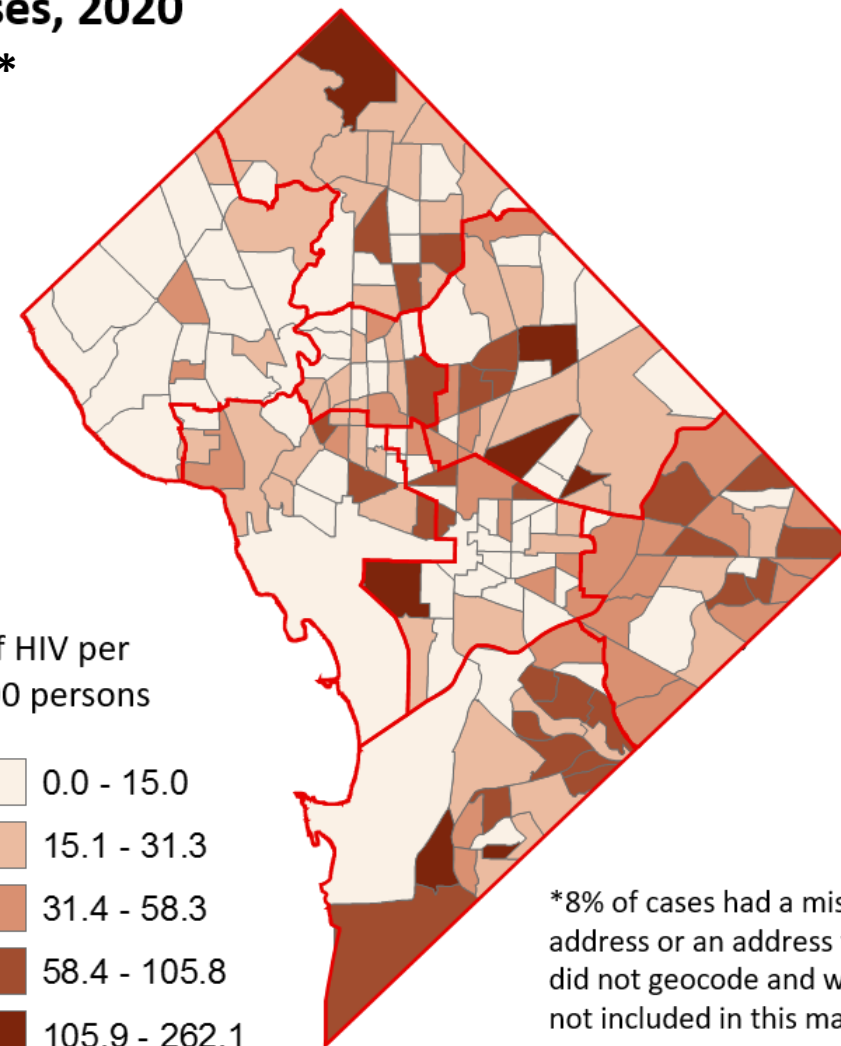 ses, 2020
*
f HIV per
0 persons
0.0 - 15.0
15.1 - 31.3
31.4 - 58.3
58.4 - 105.8
105.9 - 262.1
*8% of cases had a mis
address or an address
did not geocode and w
not included in this ma